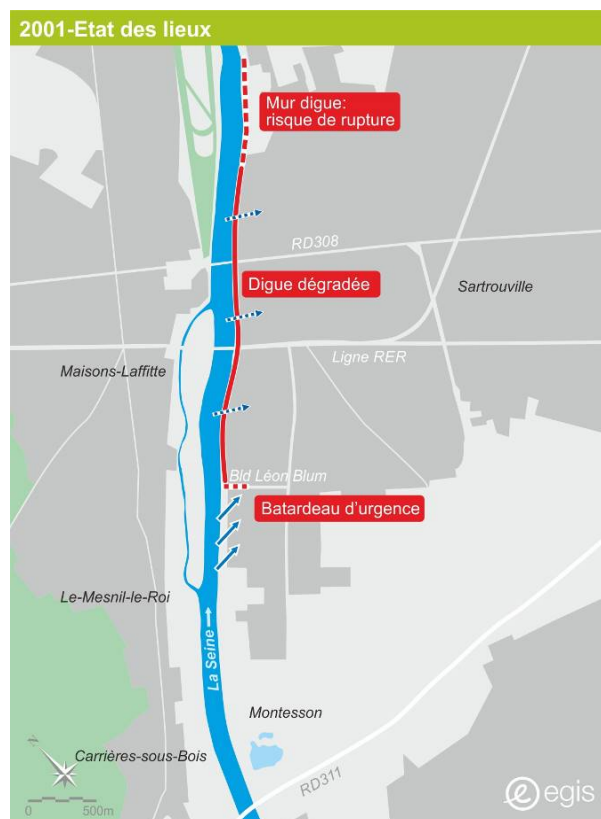 2001-Etat des lieux
Mur digue:
risque de rupture
RD308
Digue dégradée
Sartrouville
Ligne RER
Maisons-Laffitte
Bld Léon Blum
Batardeau d'urgence
Le-Mesnil-le-Roi
La Seine
Montesson
Carrières-sous-Bois
RD311
N
0 500m
egis